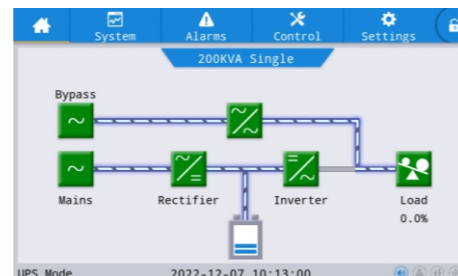 System
Alarms
Control
Settings
200KVA Single
Bypass
Mains
Rectifier
Inverter
Load
0.0%
UPS Mode
2022-12-07 10:13:00